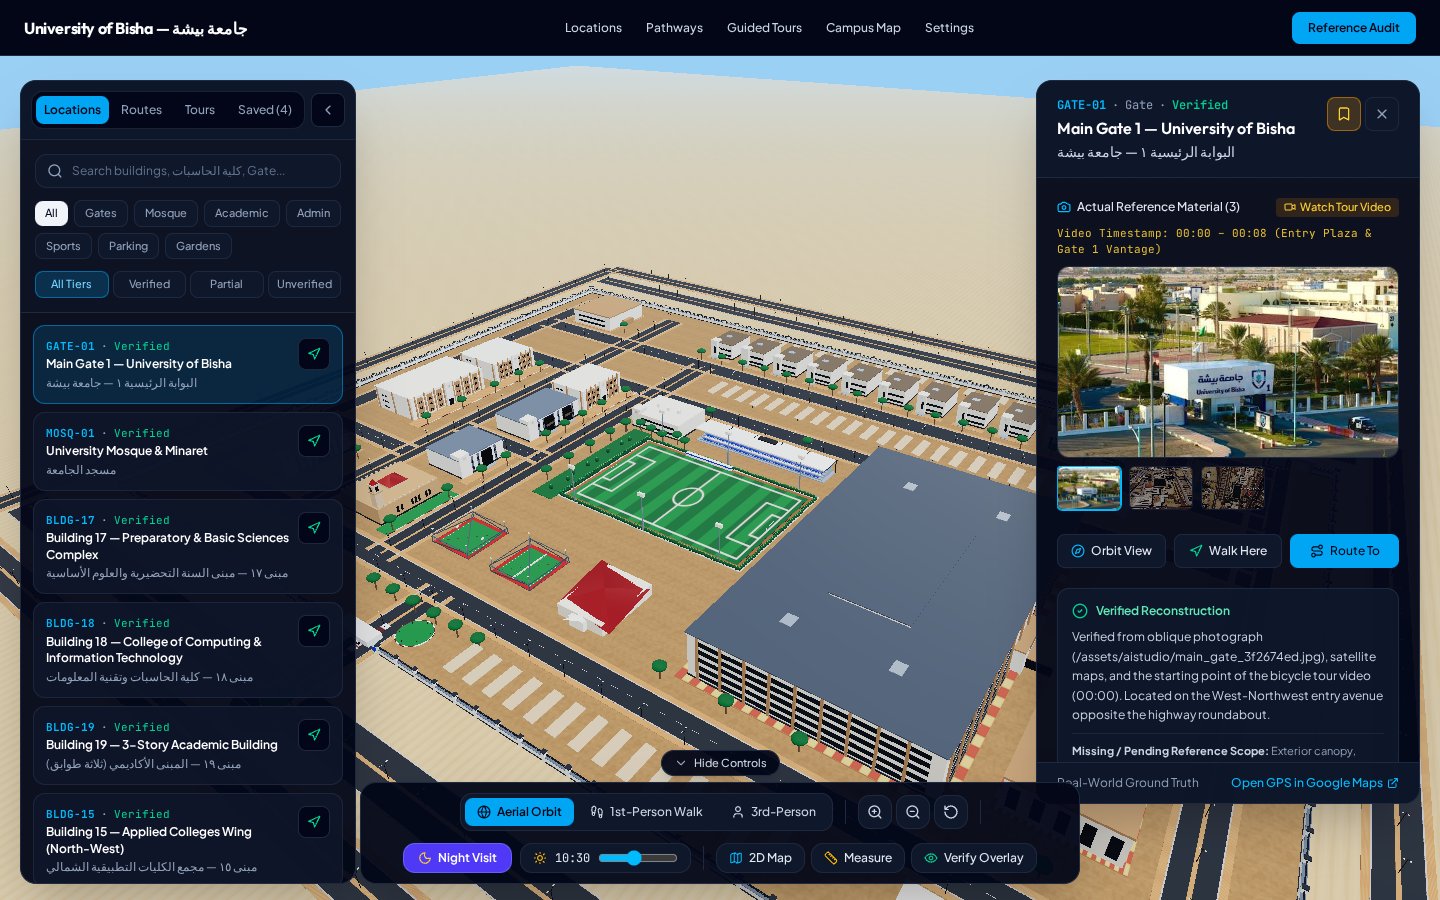 University of Bisha — جامعة بيشة
Locations
Pathways
Guided Tours
Campus Map
Settings
Reference Audit
Locations
Routes
Tours
Saved (4)
Search buildings, كلية الحاسبات, Gate...
All
Gates
Mosque
Academic
Admin
Sports
Parking
Gardens
All Tiers
Verified
Partial
Unverified
GATE-01 · Verified
Main Gate 1 — University of Bisha
البوابة الرئيسية ١ — جامعة بيشة
MOSQ-01 · Verified
University Mosque & Minaret
مسجد الجامعة
BLDG-17 · Verified
Building 17 — Preparatory & Basic Sciences
Complex
مبنى ١٧ — مبنى السنة التحضيرية والعلوم الأساسية
BLDG-18 · Verified
Building 18 — College of Computing &
Information Technology
مبنى ١٨ — كلية الحاسبات وتقنية المعلومات
BLDG-19 · Verified
Building 19 — 3-Story Academic Building
مبنى ١٩ — المبنى الأكاديمي (ثلاثة طوابق)
BLDG-15 · Verified
Building 15 — Applied Colleges Wing
(North-West)
مبنى ١٥ — مجمع الكليات التطبيقية الشمالي
Hide Controls
Aerial Orbit
1st-Person Walk
3rd-Person
Night Visit
10:30
2D Map
Measure
Verify Overlay
GATE-01 · Gate · Verified
Main Gate 1 — University of Bisha
البوابة الرئيسية ١ — جامعة بيشة
Actual Reference Material (3)
Watch Tour Video
Video Timestamp: 00:00 – 00:08 (Entry Plaza &
Gate 1 Vantage)
جامعة بيشة
University of Bisha
Orbit View
Walk Here
Route To
Verified Reconstruction
Verified from oblique photograph
(/assets/aistudio/main_gate_3f2674ed.jpg), satellite
maps, and the starting point of the bicycle tour video
(00:00). Located on the West-Northwest entry avenue
opposite the highway roundabout.
Missing / Pending Reference Scope: Exterior canopy,
Real-World Ground Truth
Open GPS in Google Maps